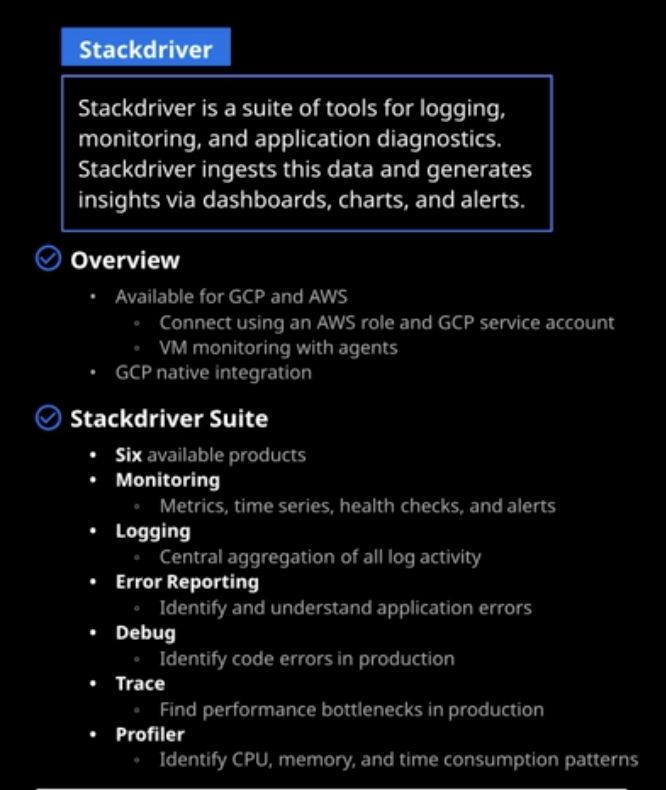 Stackdriver
Stackdriver is a suite of tools for logging,
monitoring, and application diagnostics.
Stackdriver ingests this data and generates
insights via dashboards, charts, and alerts.
Overview
• Available for GCP and AWS
◦ Connect using an AWS role and GCP service account
◦ VM monitoring with agents
• GCP native integration
Stackdriver Suite
• Six available products
• Monitoring
◦ Metrics, time series, health checks, and alerts
• Logging
◦ Central aggregation of all log activity
• Error Reporting
◦ Identify and understand application errors
• Debug
◦ Identify code errors in production
• Trace
◦ Find performance bottlenecks in production
• Profiler
◦ Identify CPU, memory, and time consumption patterns